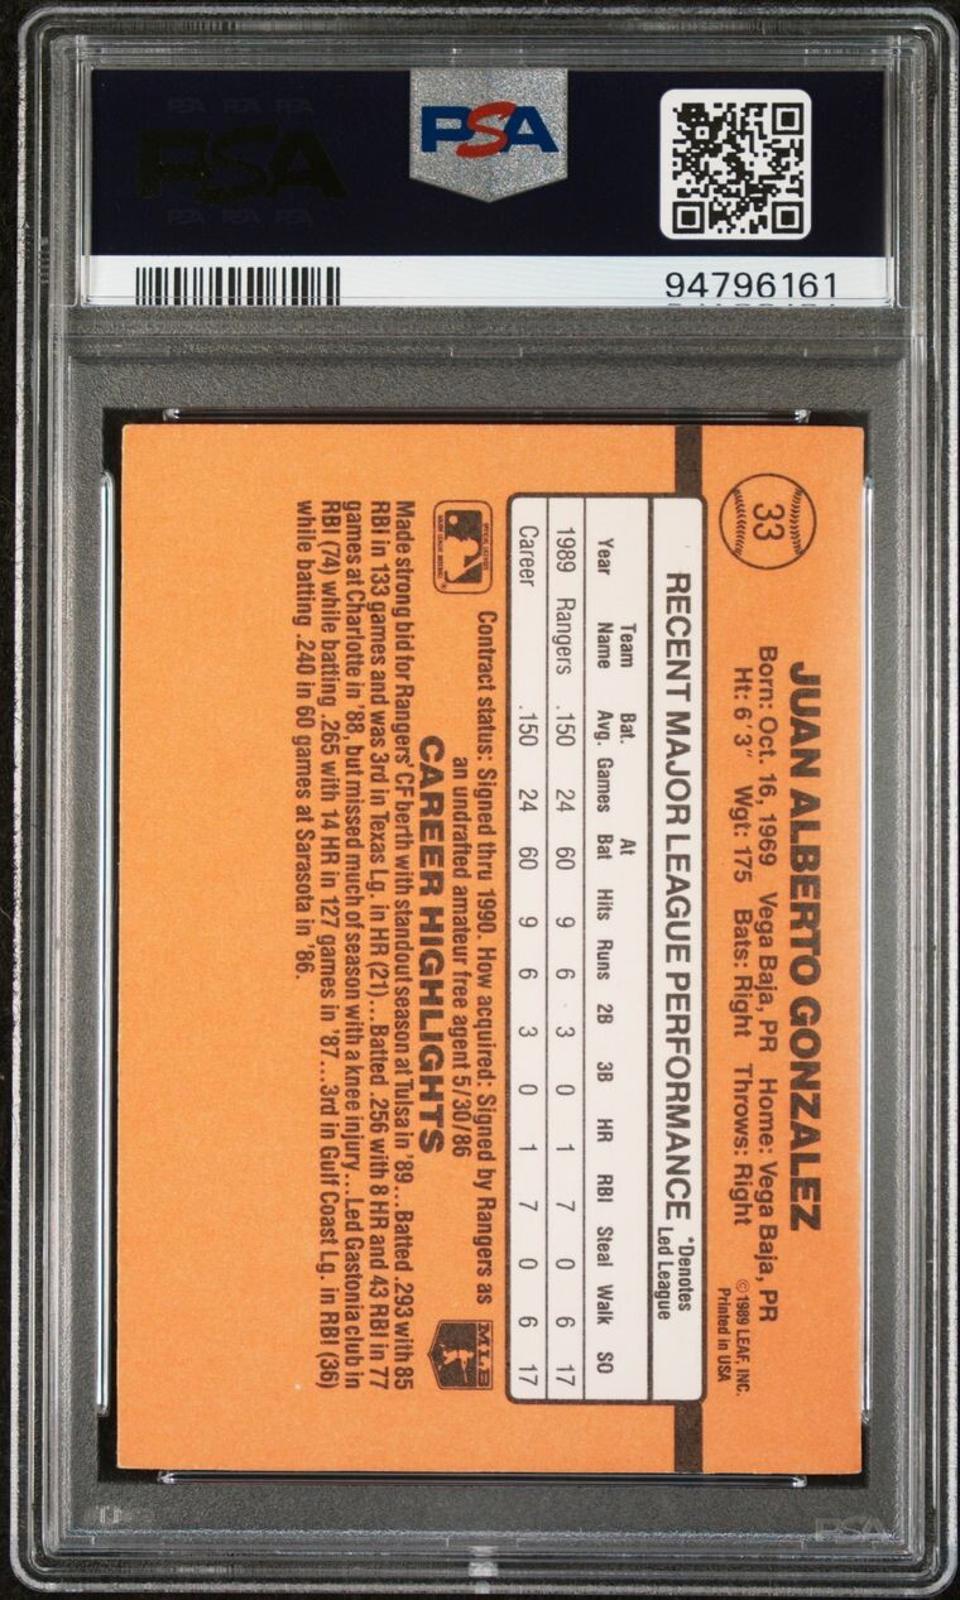 PSA
PSA
94796161
33
JUAN ALBERTO GONZALEZ
Born: Oct. 16, 1969 Vega Baja, PR Home: Vega Baja, PR
Ht: 6'3" Wgt: 175 Bats: Right Throws: Right
© 1989 LEAF, INC.
Printed in USA
RECENT MAJOR LEAGUE PERFORMANCE
*Denotes
Led League
Year Team Name Bat. Avg. Games At Bat Hits Runs 2B 3B HR RBI Steal Walk SO
1989 Rangers .150 24 60 9 6 3 0 1 7 0 6 17
Career .150 24 60 9 6 3 0 1 7 0 6 17
Contract status: Signed thru 1990. How acquired: Signed by Rangers as
an undrafted amateur free agent 5/30/86
MLB
CAREER HIGHLIGHTS
Made strong bid for Rangers' CF berth with standout season at Tulsa in '89...Batted .293 with 85
RBI in 133 games and was 3rd in Texas Lg. in HR (21)...Batted .256 with 8 HR and 43 RBI in 77
games at Charlotte in '88, but missed much of season with a knee injury...Led Gastonia club in
RBI (74) while batting .265 with 14 HR in 127 games in '87...3rd in Gulf Coast Lg. in RBI (36)
while batting .240 in 60 games at Sarasota in '86.
PSA